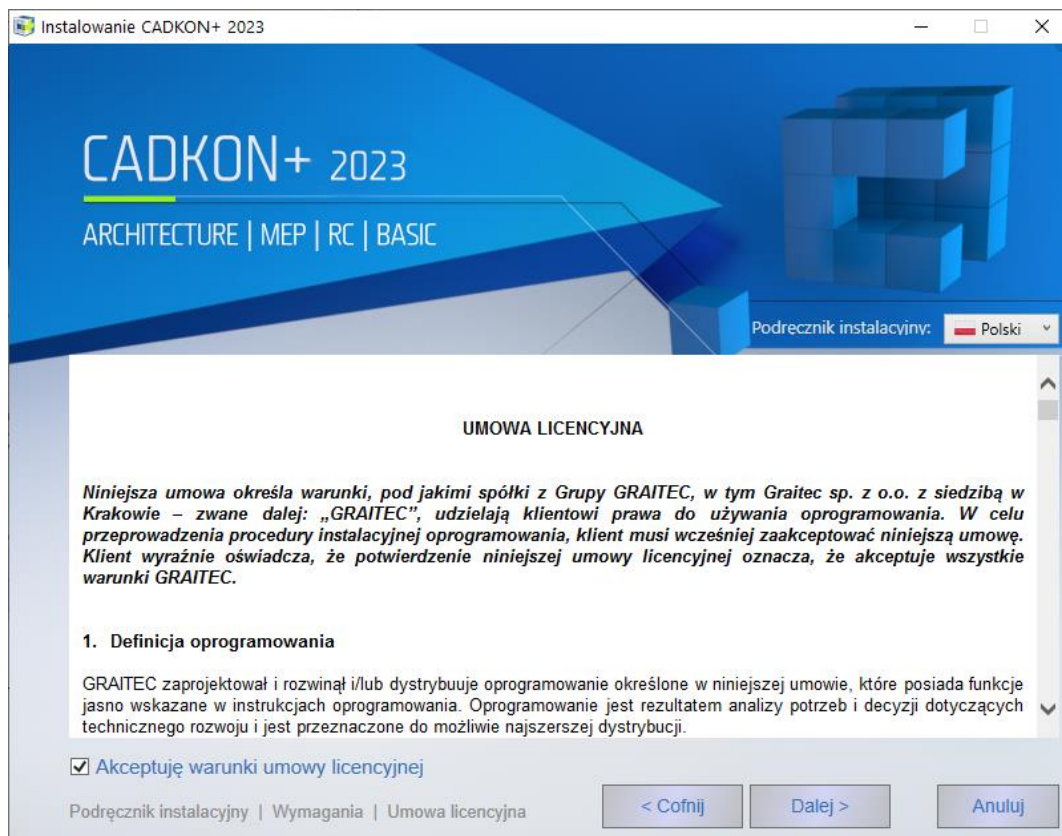 Instalowanie CADKON+ 2023
CADKON+ 2023
ARCHITECTURE | MEP | RC | BASIC
Podręcznik instalacyjny: Polski
UMOWA LICENCYJNA
Niniejsza umowa określa warunki, pod jakimi spółki z Grupy GRAITEC, w tym Graitec sp. z o.o. z siedzibą w
Krakowie – zwane dalej: „GRAITEC”, udzielają klientowi prawa do używania oprogramowania. W celu
przeprowadzenia procedury instalacyjnej oprogramowania, klient musi wcześniej zaakceptować niniejszą umowę.
Klient wyraźnie oświadcza, że potwierdzenie niniejszej umowy licencyjnej oznacza, że akceptuje wszystkie
warunki GRAITEC.
1. Definicja oprogramowania
GRAITEC zaprojektował i rozwinął i/lub dystrybuuje oprogramowanie określone w niniejszej umowie, które posiada funkcje
jasno wskazane w instrukcjach oprogramowania. Oprogramowanie jest rezultatem analizy potrzeb i decyzji dotyczących
technicznego rozwoju i jest przeznaczone do możliwie najszerszej dystrybucji.
Akceptuję warunki umowy licencyjnej
Podręcznik instalacyjny | Wymagania | Umowa licencyjna
< Cofnij Dalej > Anuluj